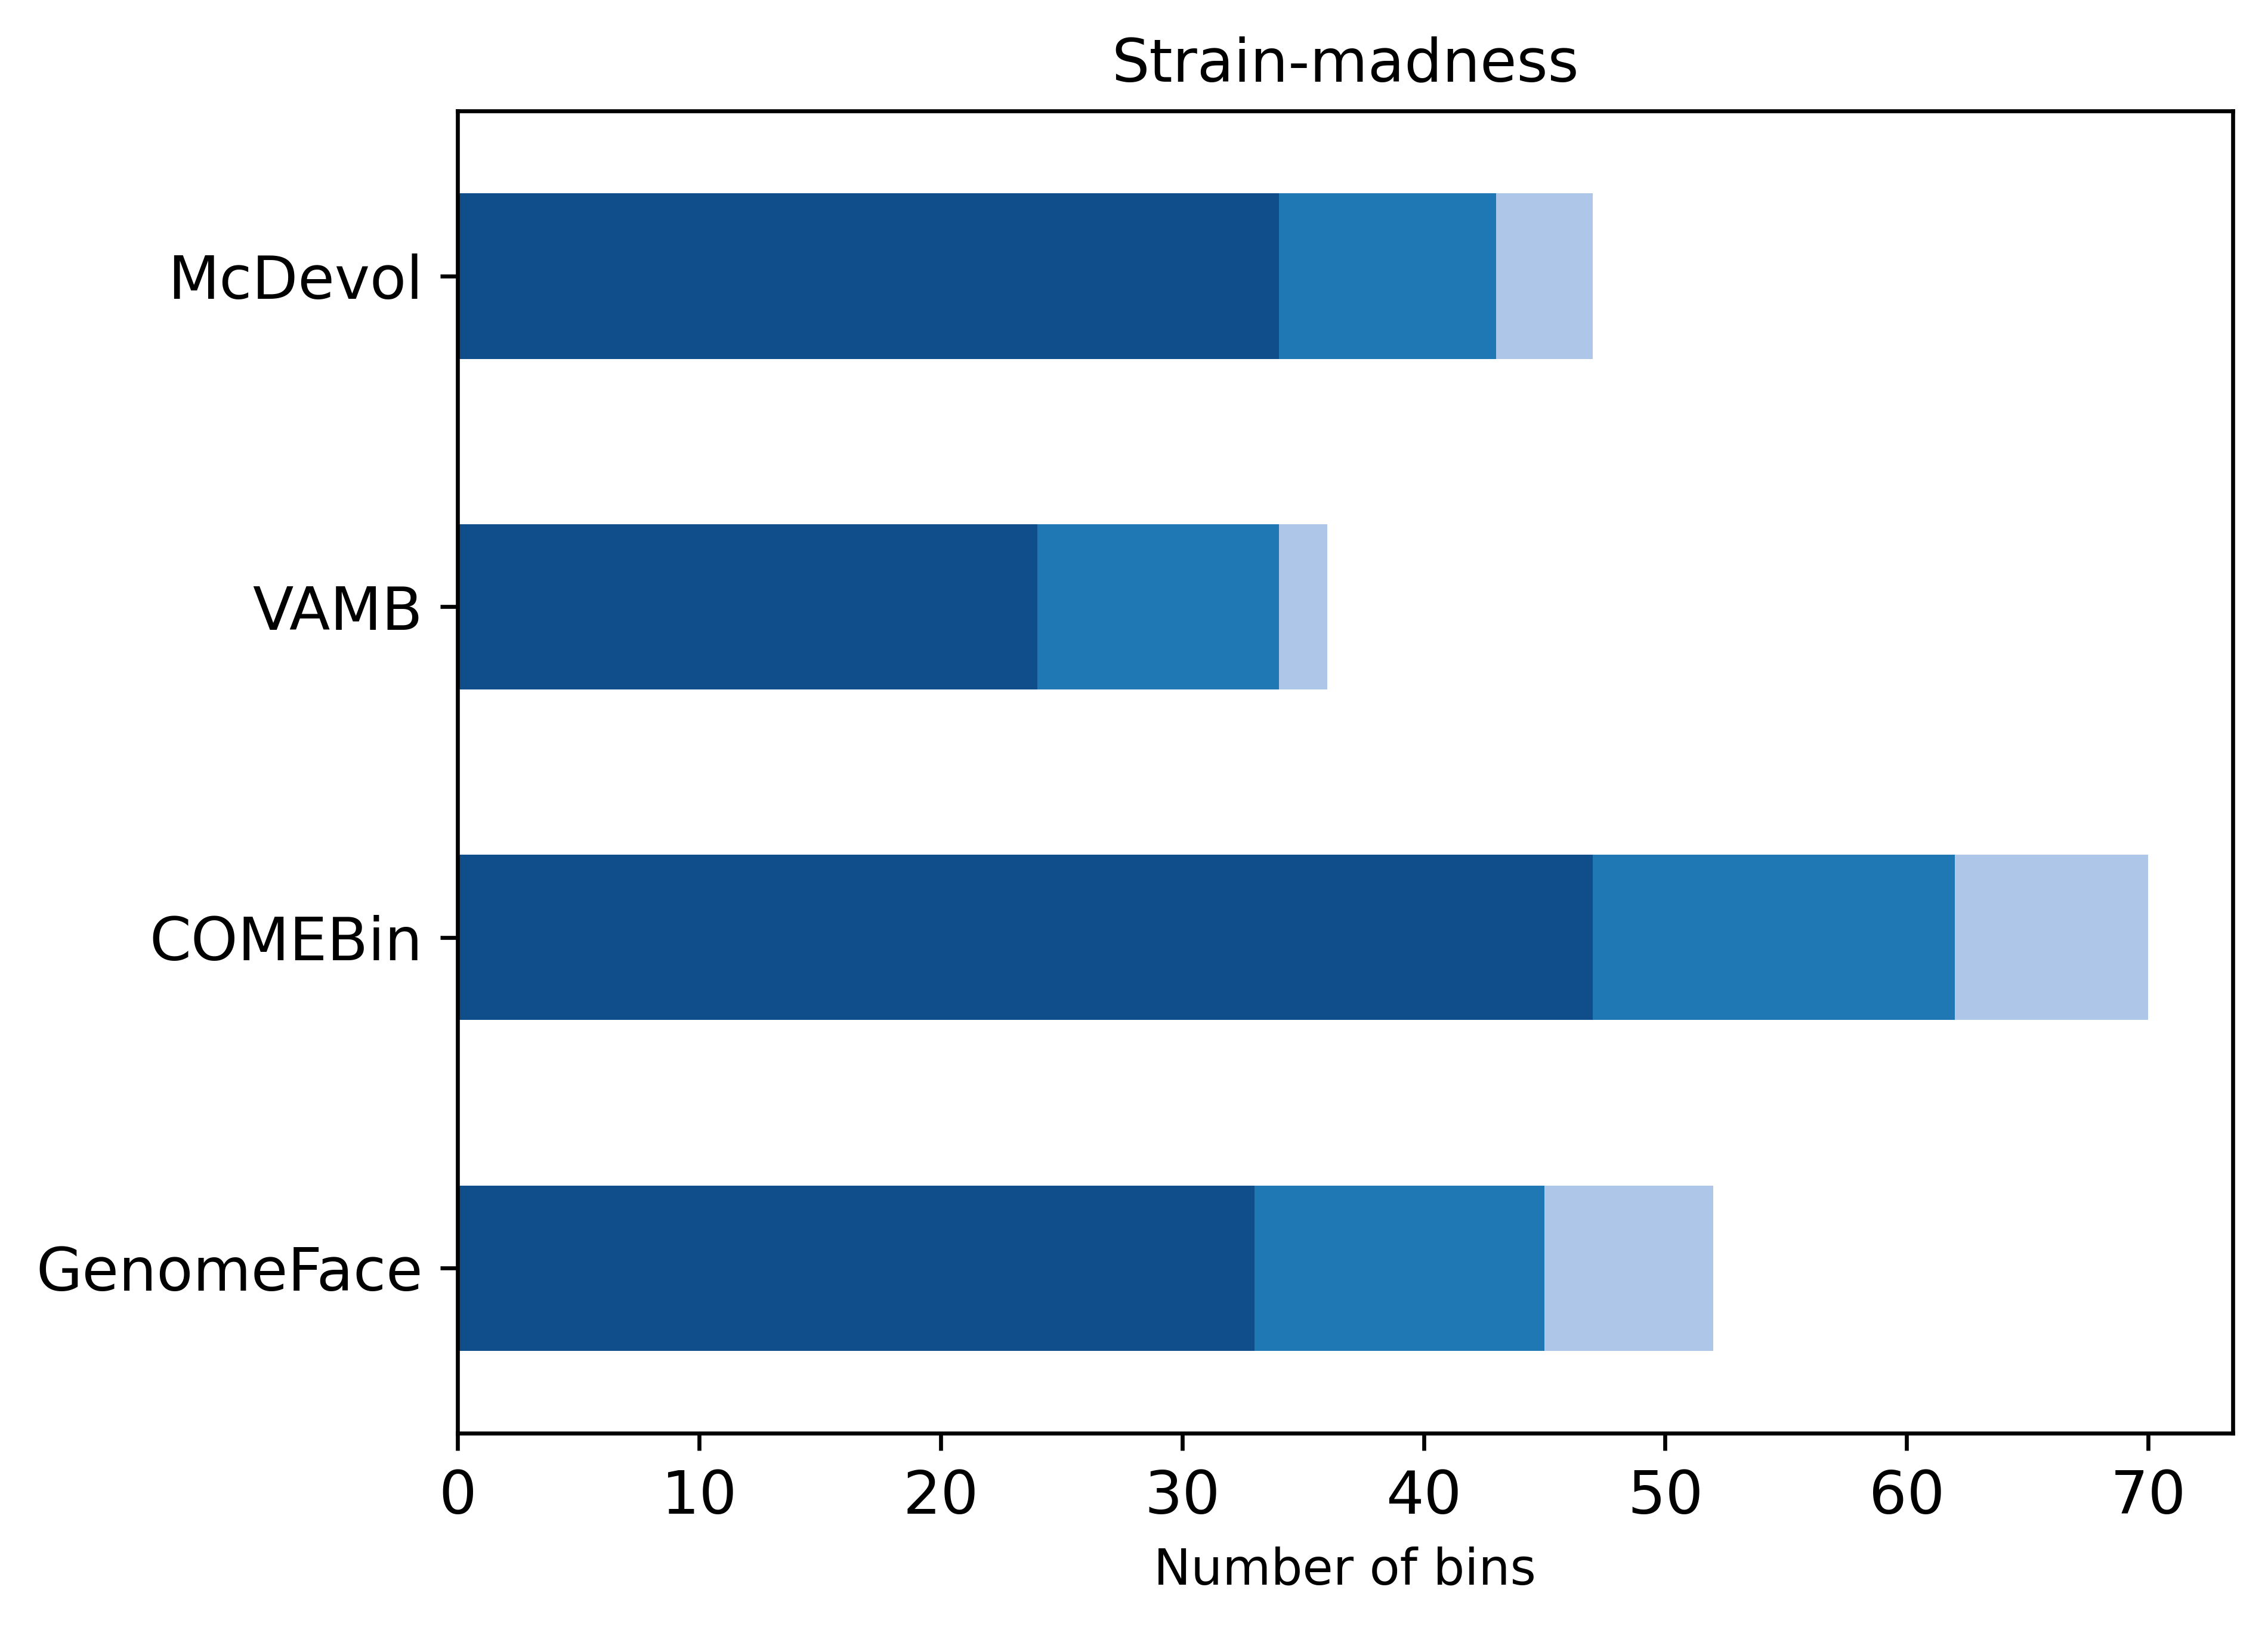 Strain-madness
McDevol
VAMB
COMEBin
GenomeFace
0 10 20 30 40 50 60 70
Number of bins